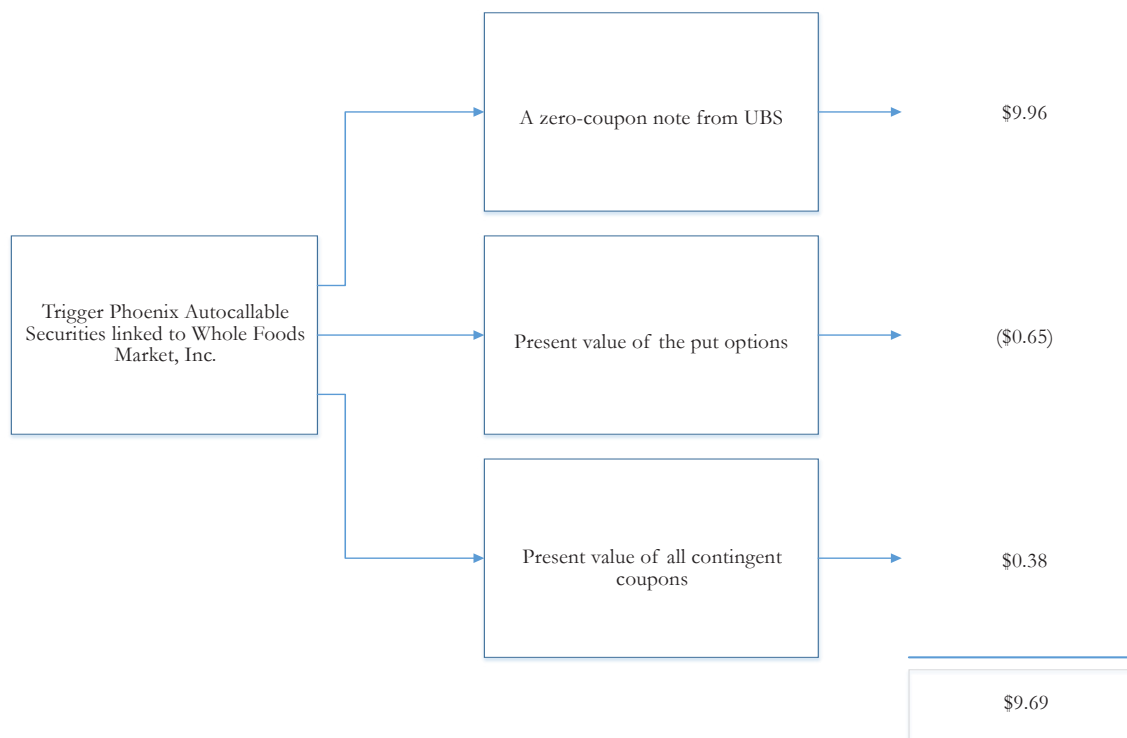 A zero-coupon note from UBS
$9.96
Trigger Phoenix Autocallable
Securities linked to Whole Foods
Market, Inc.
Present value of the put options
($0.65)
Present value of all contingent
coupons
$0.38
$9.69